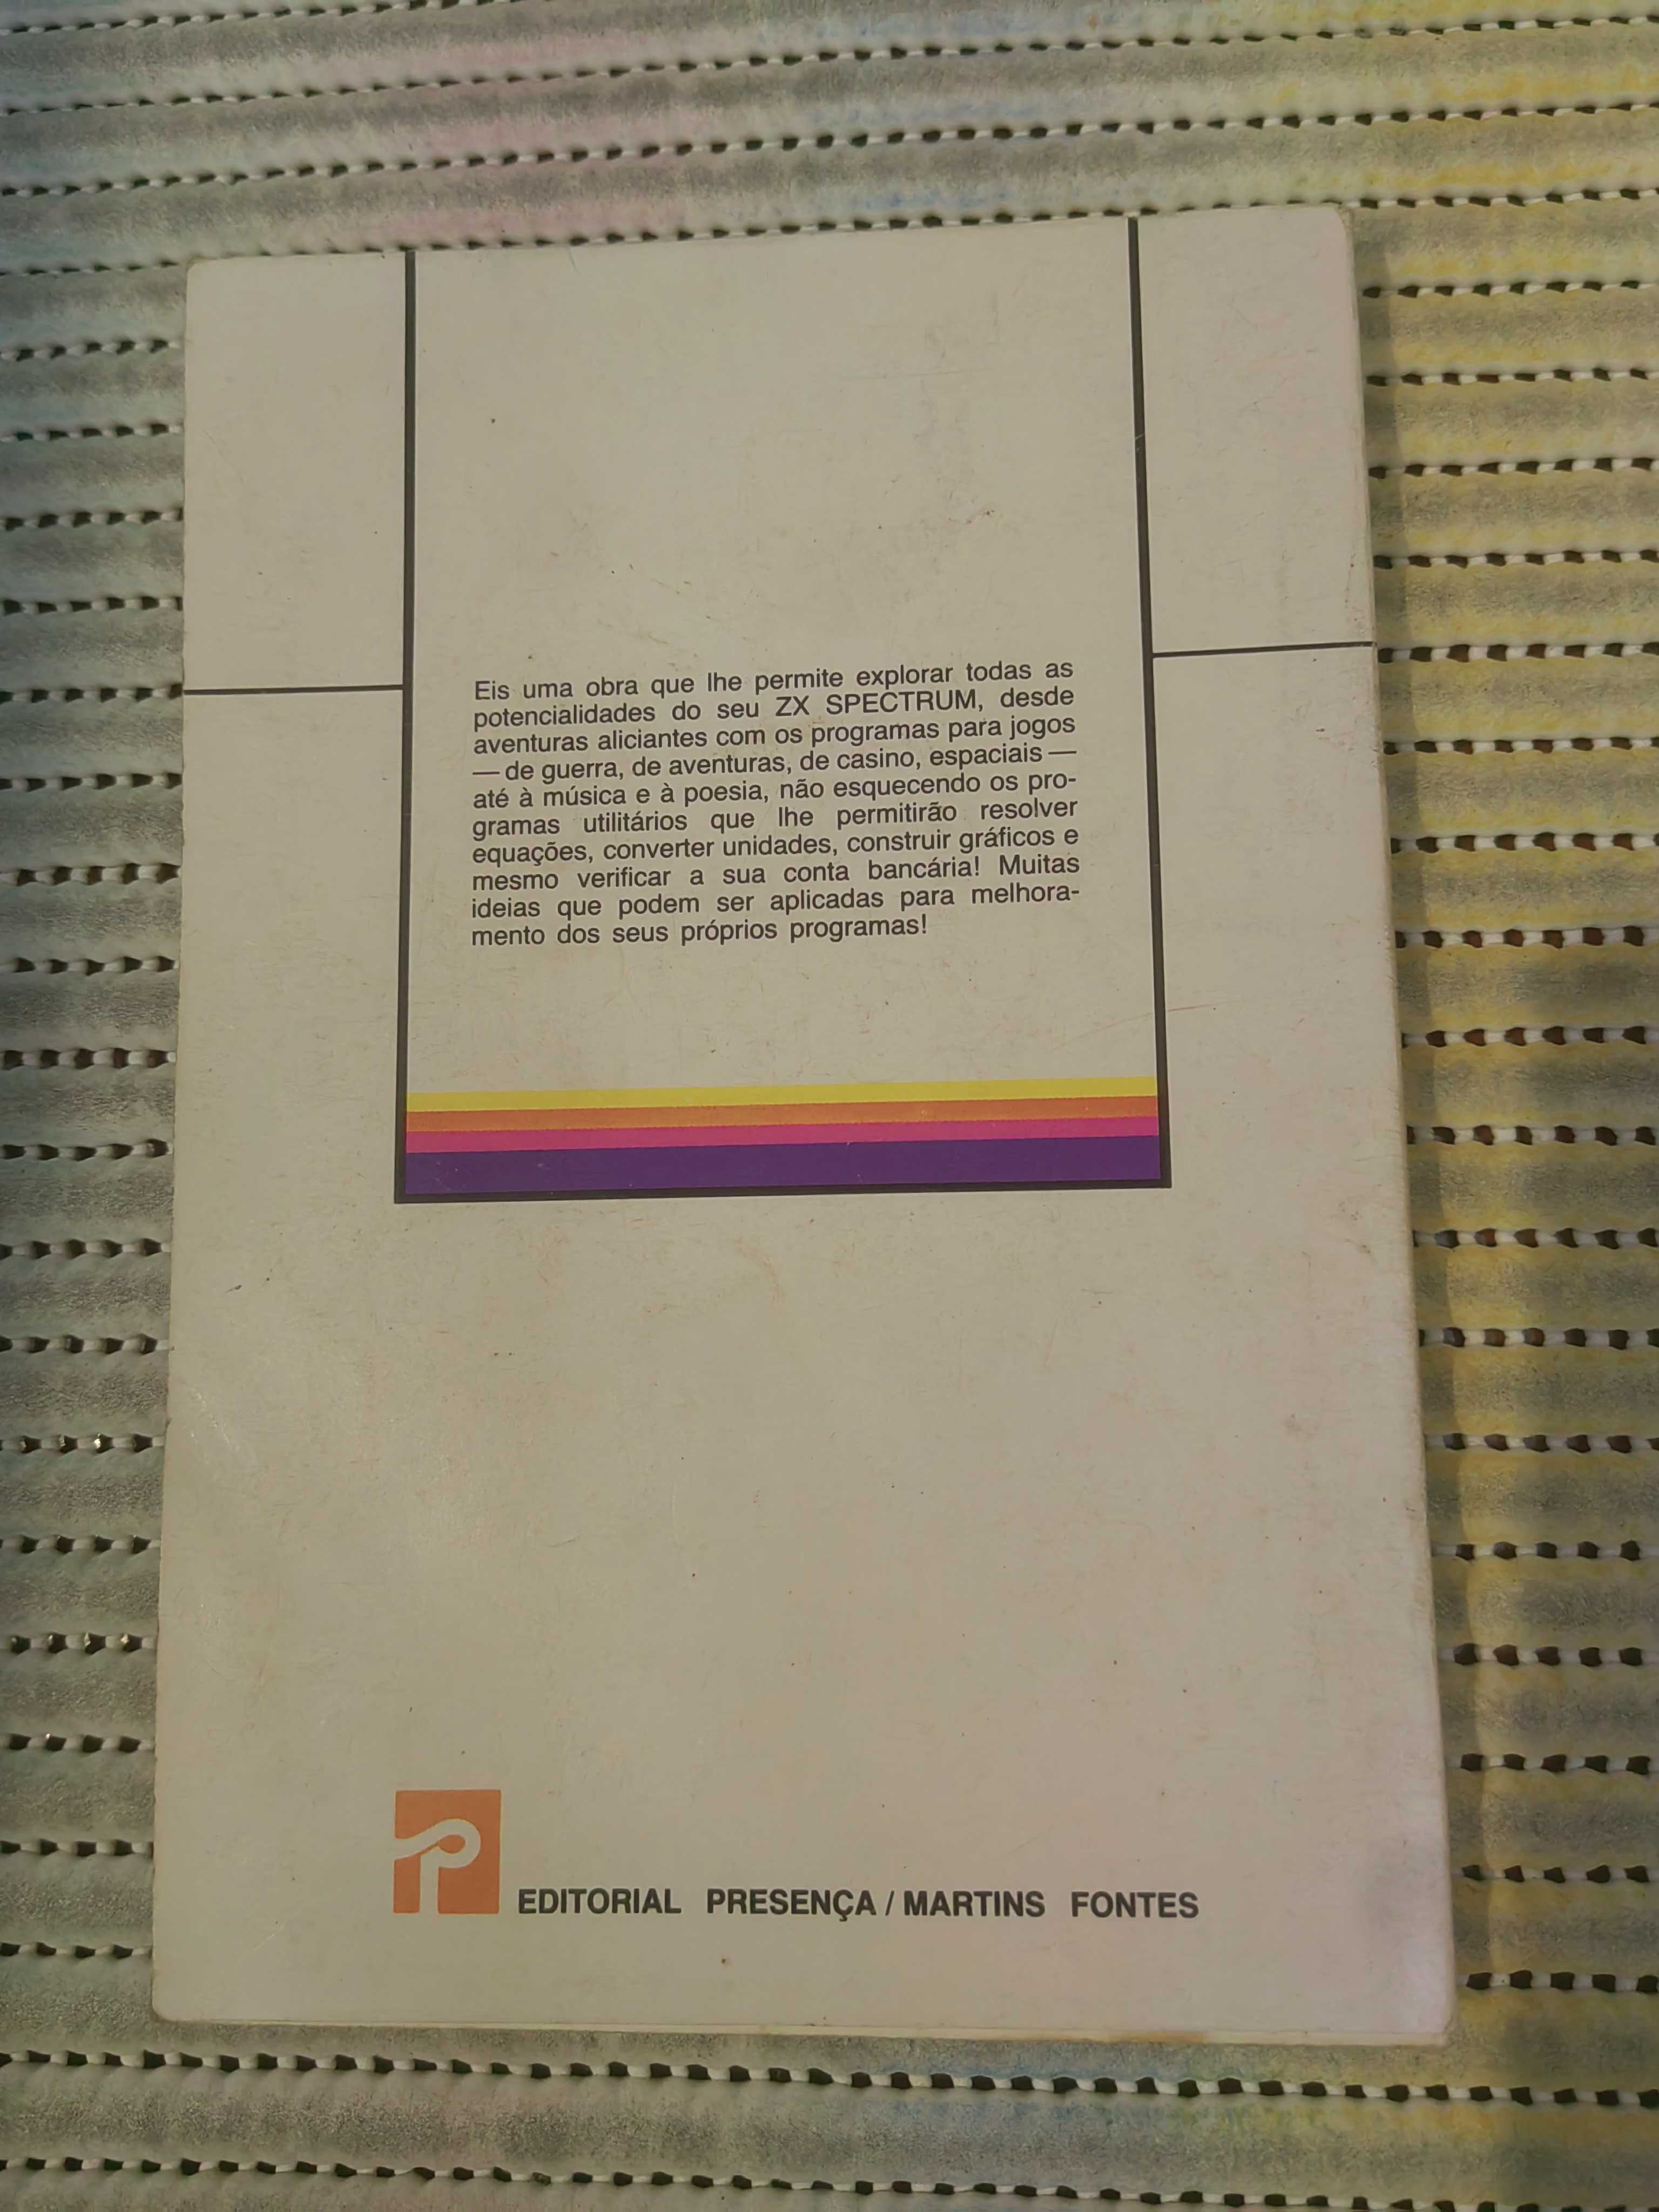 Eis uma obra que lhe permite explorar todas as
potencialidades do seu ZX SPECTRUM, desde
aventuras aliciantes com os programas para jogos
— de guerra, de aventuras, de casino, espaciais —
até à música e à poesia, não esquecendo os pro-
gramas utilitários que lhe permitirão resolver
equações, converter unidades, construir gráficos e
mesmo verificar a sua conta bancária! Muitas
ideias que podem ser aplicadas para melhora-
mento dos seus próprios programas!
EDITORIAL PRESENÇA / MARTINS FONTES